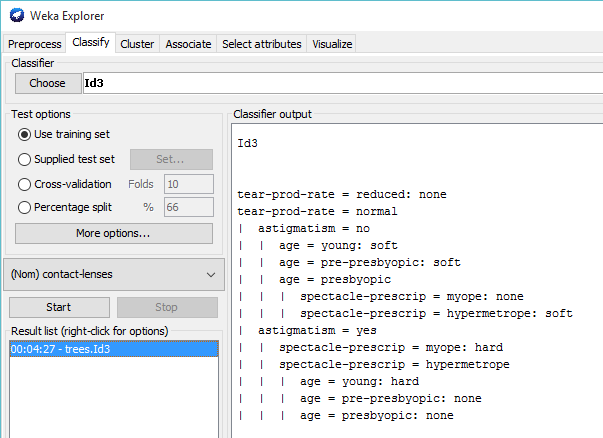 Weka Explorer
Preprocess Classify Cluster Associate Select attributes Visualize
Classifier
Choose Id3
Test options
Use training set
Supplied test set Set...
Cross-validation Folds 10
Percentage split % 66
More options...
(Nom) contact-lenses
Start Stop
Result list (right-click for options)
00:04:27 - trees.Id3
Classifier output
Id3
tear-prod-rate = reduced: none
tear-prod-rate = normal
| astigmatism = no
| | age = young: soft
| | age = pre-presbyopic: soft
| | age = presbyopic
| | | spectacle-prescrip = myope: none
| | | spectacle-prescrip = hypermetrope: soft
| astigmatism = yes
| | spectacle-prescrip = myope: hard
| | spectacle-prescrip = hypermetrope
| | | age = young: hard
| | | age = pre-presbyopic: none
| | | age = presbyopic: none